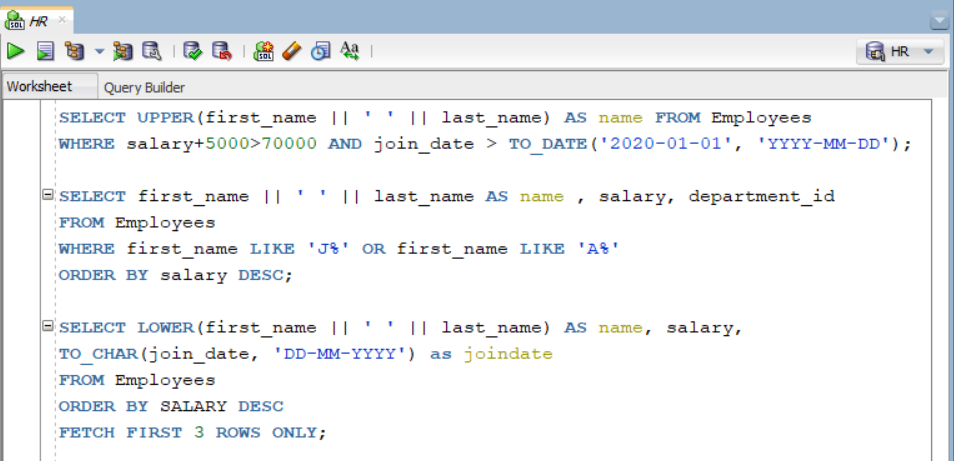 HR
HR
Worksheet
Query Builder
SELECT UPPER(first_name || ' ' || last_name) AS name FROM Employees
WHERE salary+5000>70000 AND join_date > TO_DATE('2020-01-01', 'YYYY-MM-DD');
SELECT first_name || ' ' || last_name AS name , salary, department_id
FROM Employees
WHERE first_name LIKE 'J%' OR first_name LIKE 'A%'
ORDER BY salary DESC;
SELECT LOWER(first_name || ' ' || last_name) AS name, salary,
TO_CHAR(join_date, 'DD-MM-YYYY') as joindate
FROM Employees
ORDER BY SALARY DESC
FETCH FIRST 3 ROWS ONLY;